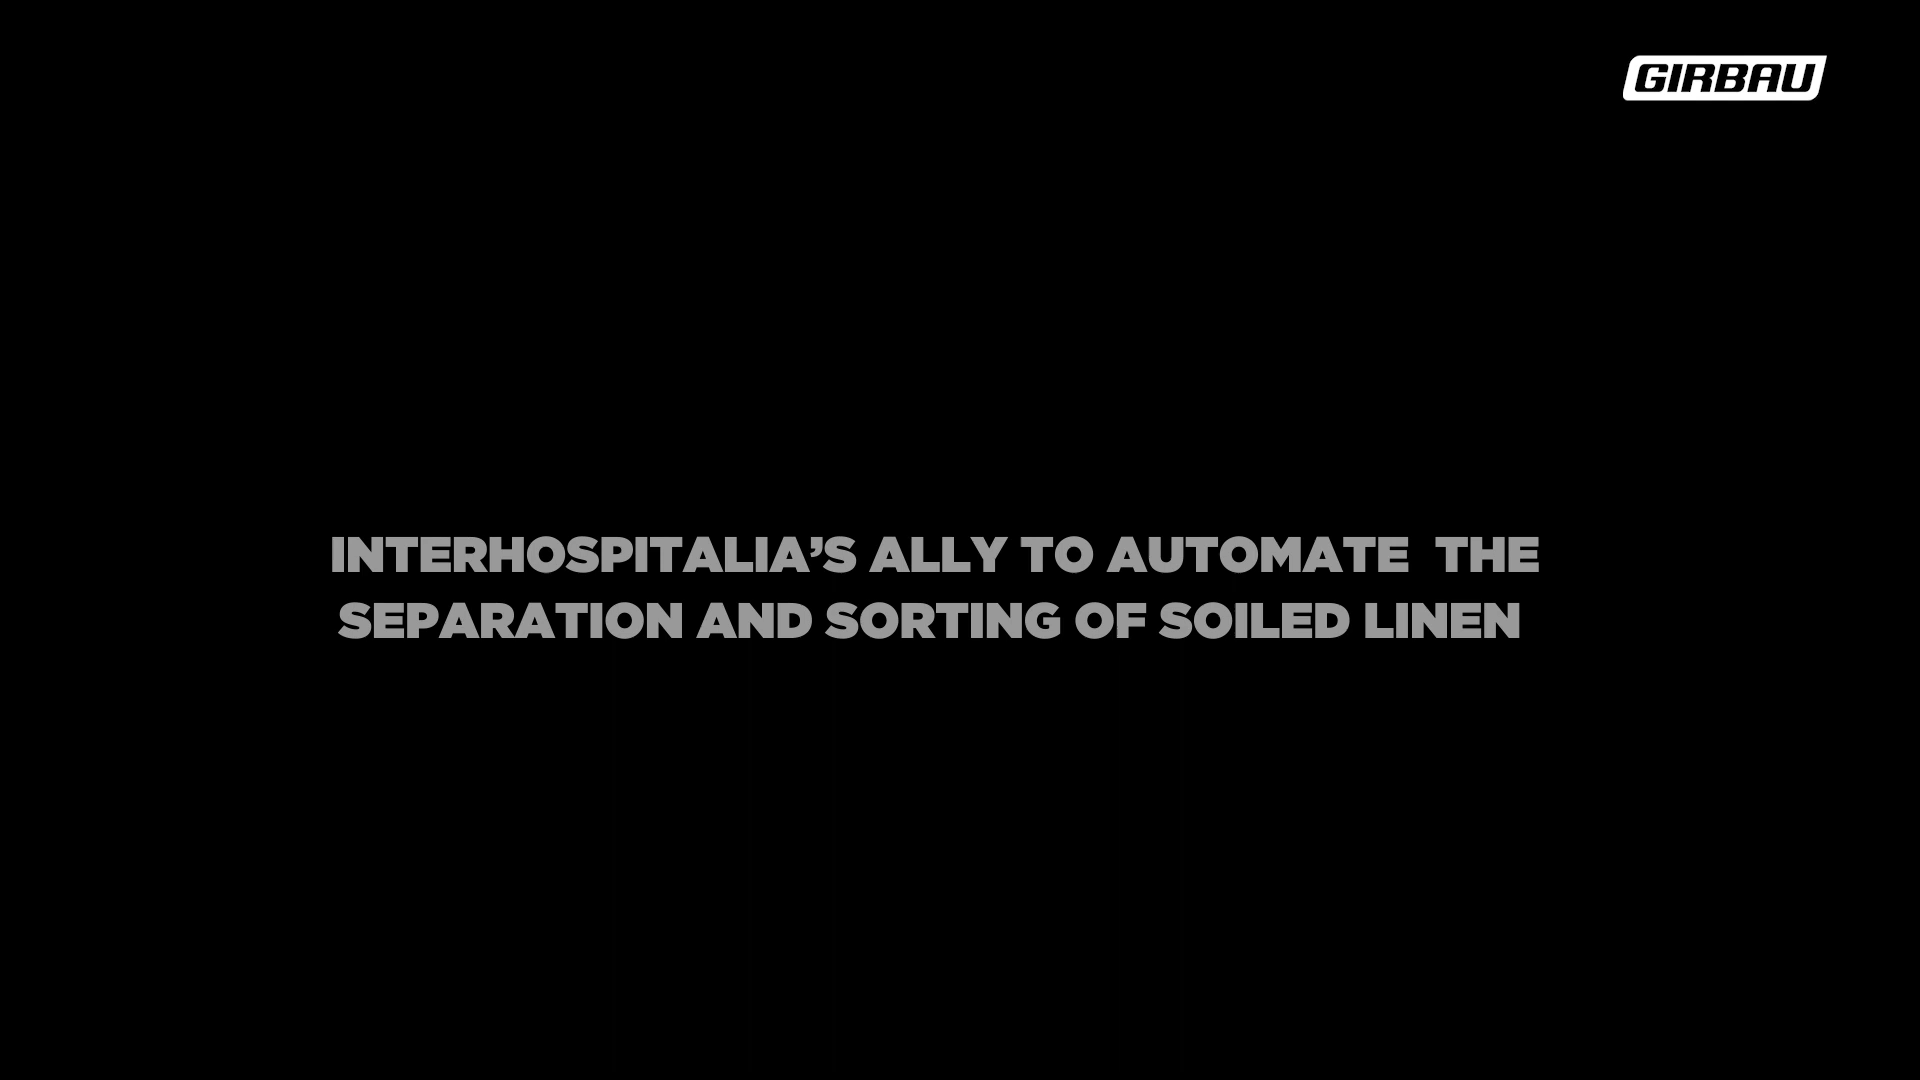 GIRBAU
INTERHOSPITALIA’S ALLY TO AUTOMATE  THE
SEPARATION AND SORTING OF SOILED LINEN